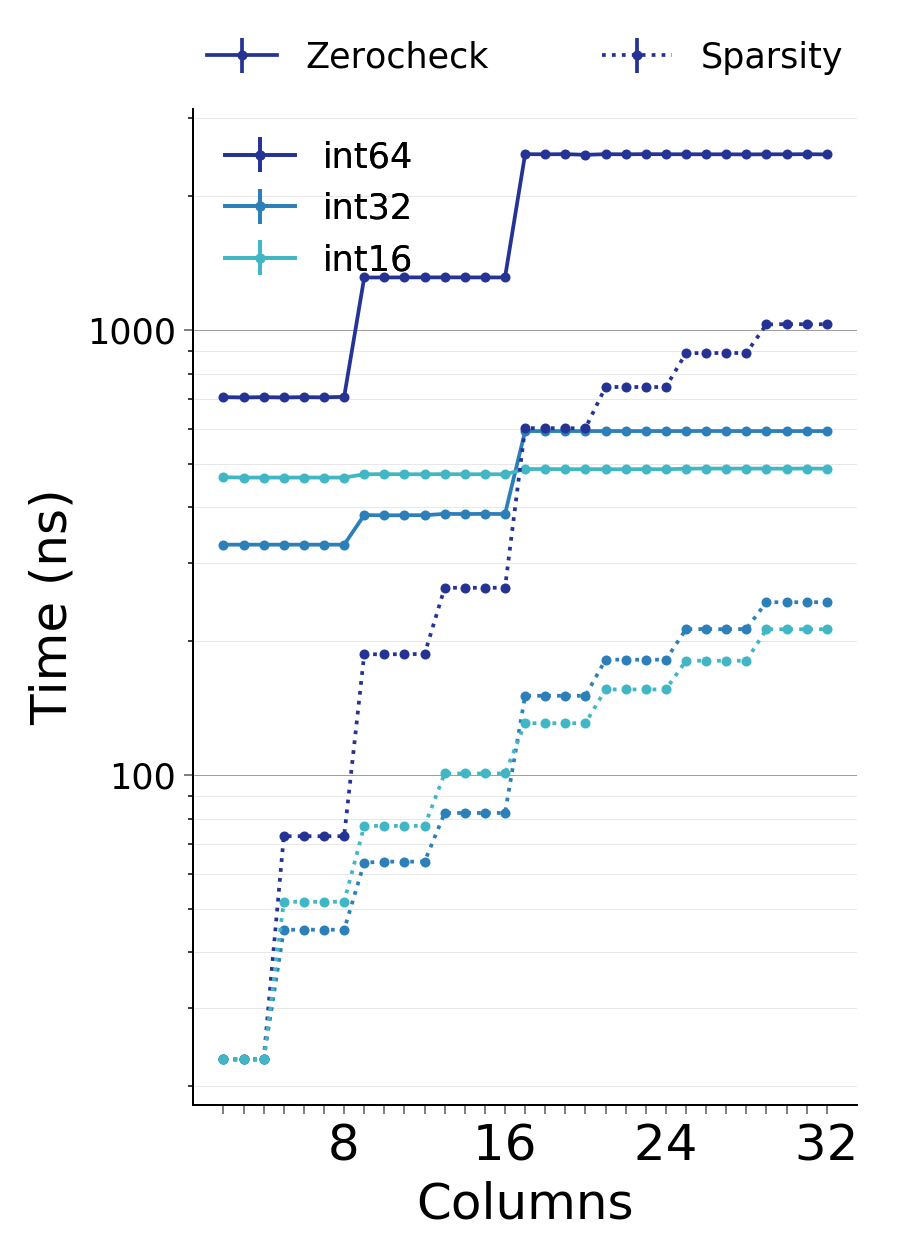 Zerocheck Sparsity
int64
int32
int16
1000
100
Time (ns)
8 16 24 32
Columns